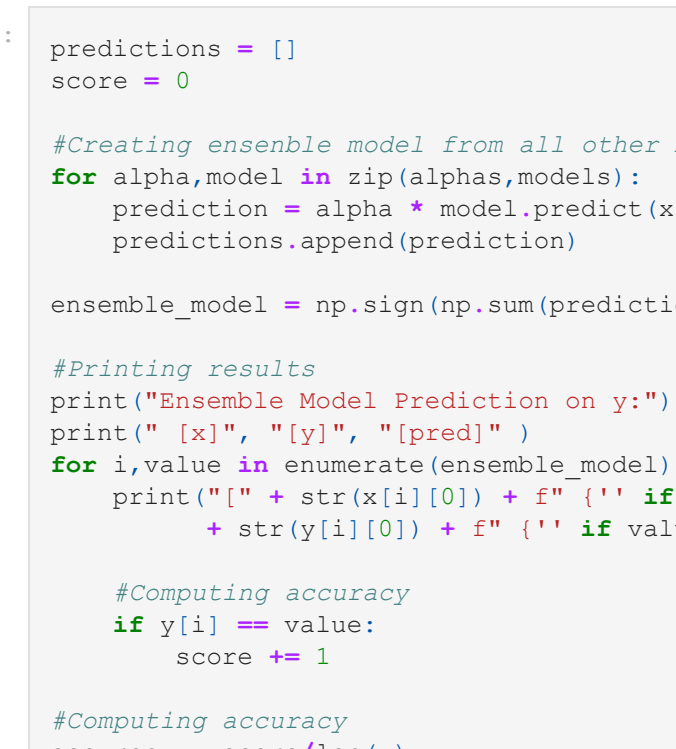 :
predictions = []
score = 0
#Creating ensenble model from all other
for alpha,model in zip(alphas,models):
    prediction = alpha * model.predict(x
    predictions.append(prediction)
ensemble_model = np.sign(np.sum(predicti
#Printing results
print("Ensemble Model Prediction on y:")
print(" [x]", "[y]", "[pred]" )
for i,value in enumerate(ensemble_model)
    print("[" + str(x[i][0]) + f" {'' if
          + str(y[i][0]) + f" {'' if val
    #Computing accuracy
    if y[i] == value:
        score += 1
#Computing accuracy